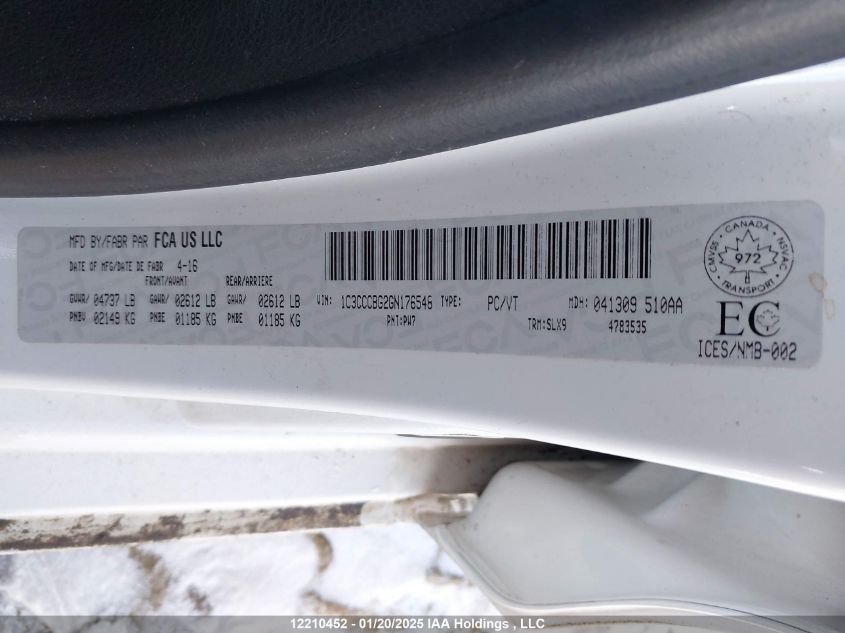 MFD BY/FABR PAR FCA US LLC
DATE OF MFG/DATE DE FABR 4-16
FRONT/AVANT REAR/ARRIERE
GVWR/ 04737 LB GAWR/ 02612 LB GAWR/ 02612 LB
PNBV 02149 KG PNBE 01185 KG PNBE 01185 KG
VIN: 1C3CCCBG2GN178546 TYPE: PC/VT MDH: 041309 510AA
PNT:PW7 TRM:SLX9 4783535
CANADA
CMVSS NSVAC
972
TRANSPORT
EC
ICES/NMB-002
12210452 - 01/20/2025 IAA Holdings , LLC